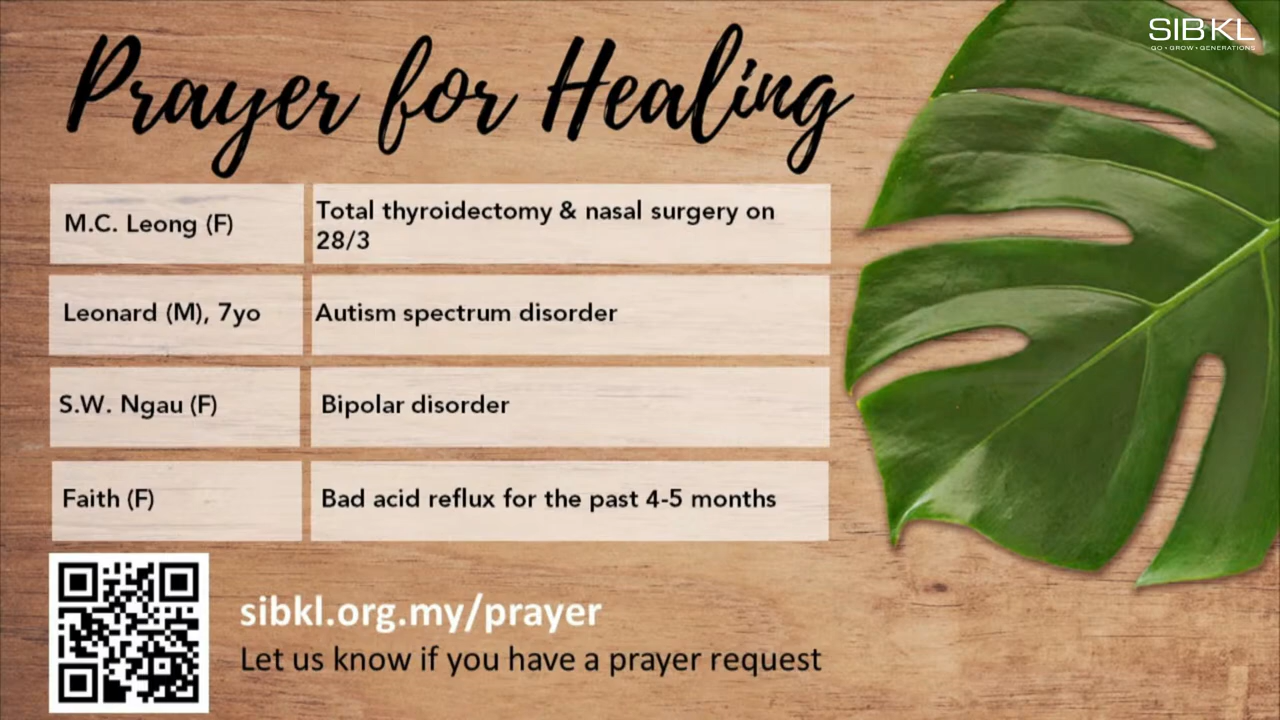 SIBKL
GO • GROW • GENERATIONS
Prayer for Healing
M.C. Leong (F)
Total thyroidectomy & nasal surgery on
28/3
Leonard (M), 7yo
Autism spectrum disorder
S.W. Ngau (F)
Bipolar disorder
Faith (F)
Bad acid reflux for the past 4-5 months
sibkl.org.my/prayer
Let us know if you have a prayer request